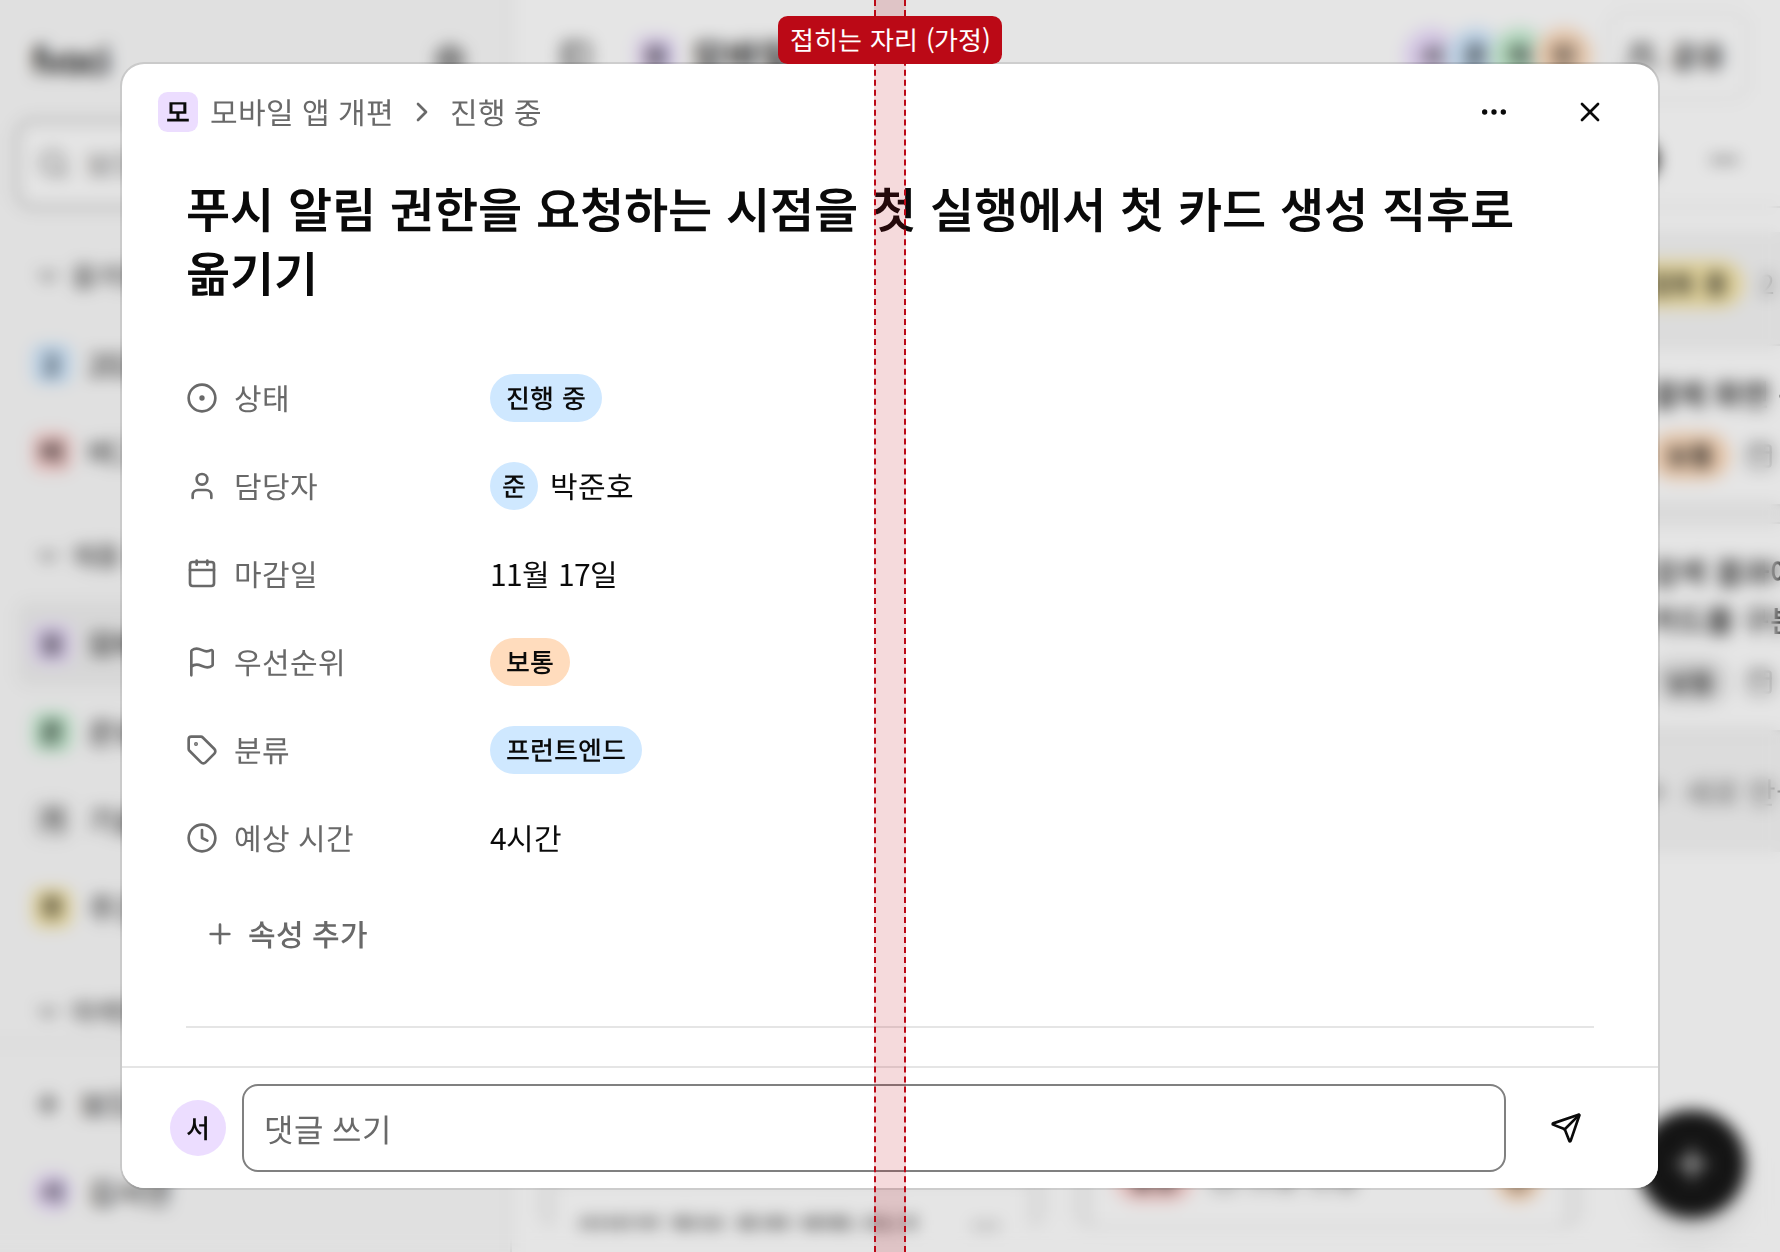 접히는 자리 (가정)
모 모바일 앱 개편 > 진행 중
푸시 알림 권한을 요청하는 시점을 첫 실행에서 첫 카드 생성 직후로
옮기기
상태 진행 중
담당자 준 박준호
마감일 11월 17일
우선순위 보통
분류 프런트엔드
예상 시간 4시간
+ 속성 추가
서 댓글 쓰기